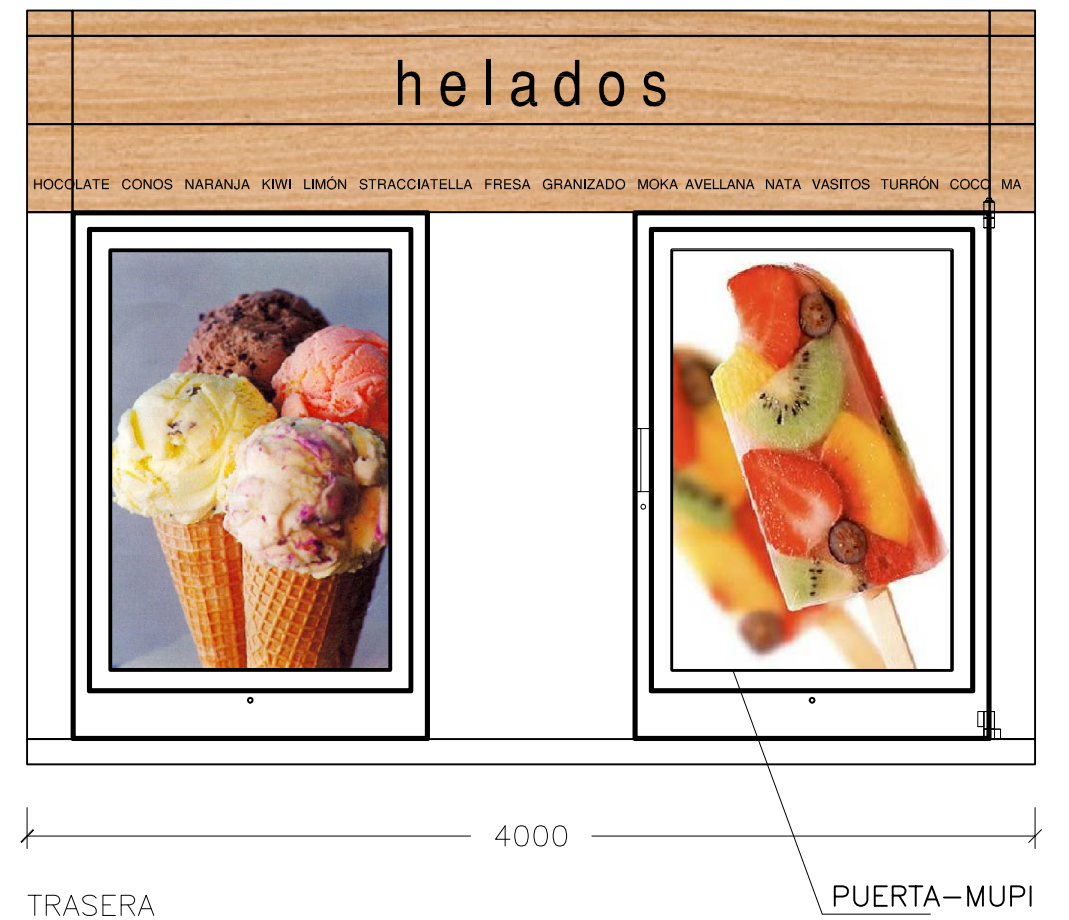 helados
HOCOLATE CONOS NARANJA KIWI LIMÓN STRACCIATELLA FRESA GRANIZADO MOKA AVELLANA NATA VASITOS TURRÓN COCO MA
4000
TRASERA
PUERTA-MUPI